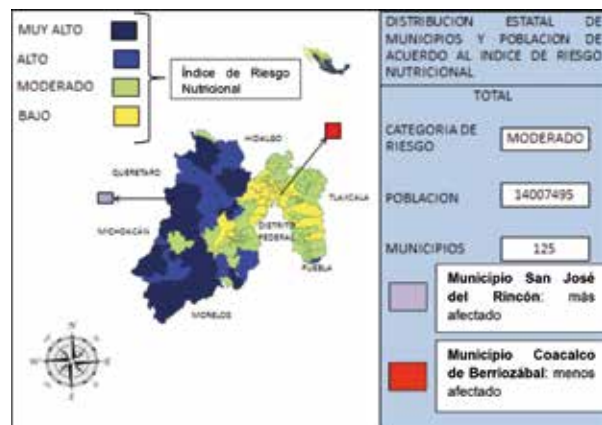 MUY ALTO
ALTO
MODERADO
BAJO
Índice de Riesgo
Nutricional
HIDALGO
QUERETARO
TLAXCALA
MICHOACÁN
DISTRITO
FEDERAL
PUEBLA
MORELOS
N
W
E
S
DISTRIBUCION ESTATAL DE
MUNICIPIOS Y POBLACION DE
ACUERDO AL INDICE DE RIESGO
NUTRICIONAL
TOTAL
CATEGORIA DE
RIESGO
MODERADO
POBLACION
14007495
MUNICIPIOS
125
Municipio San José
del Rincón: más
afectado
Municipio Coacalco
de Berriozábal: menos
afectado